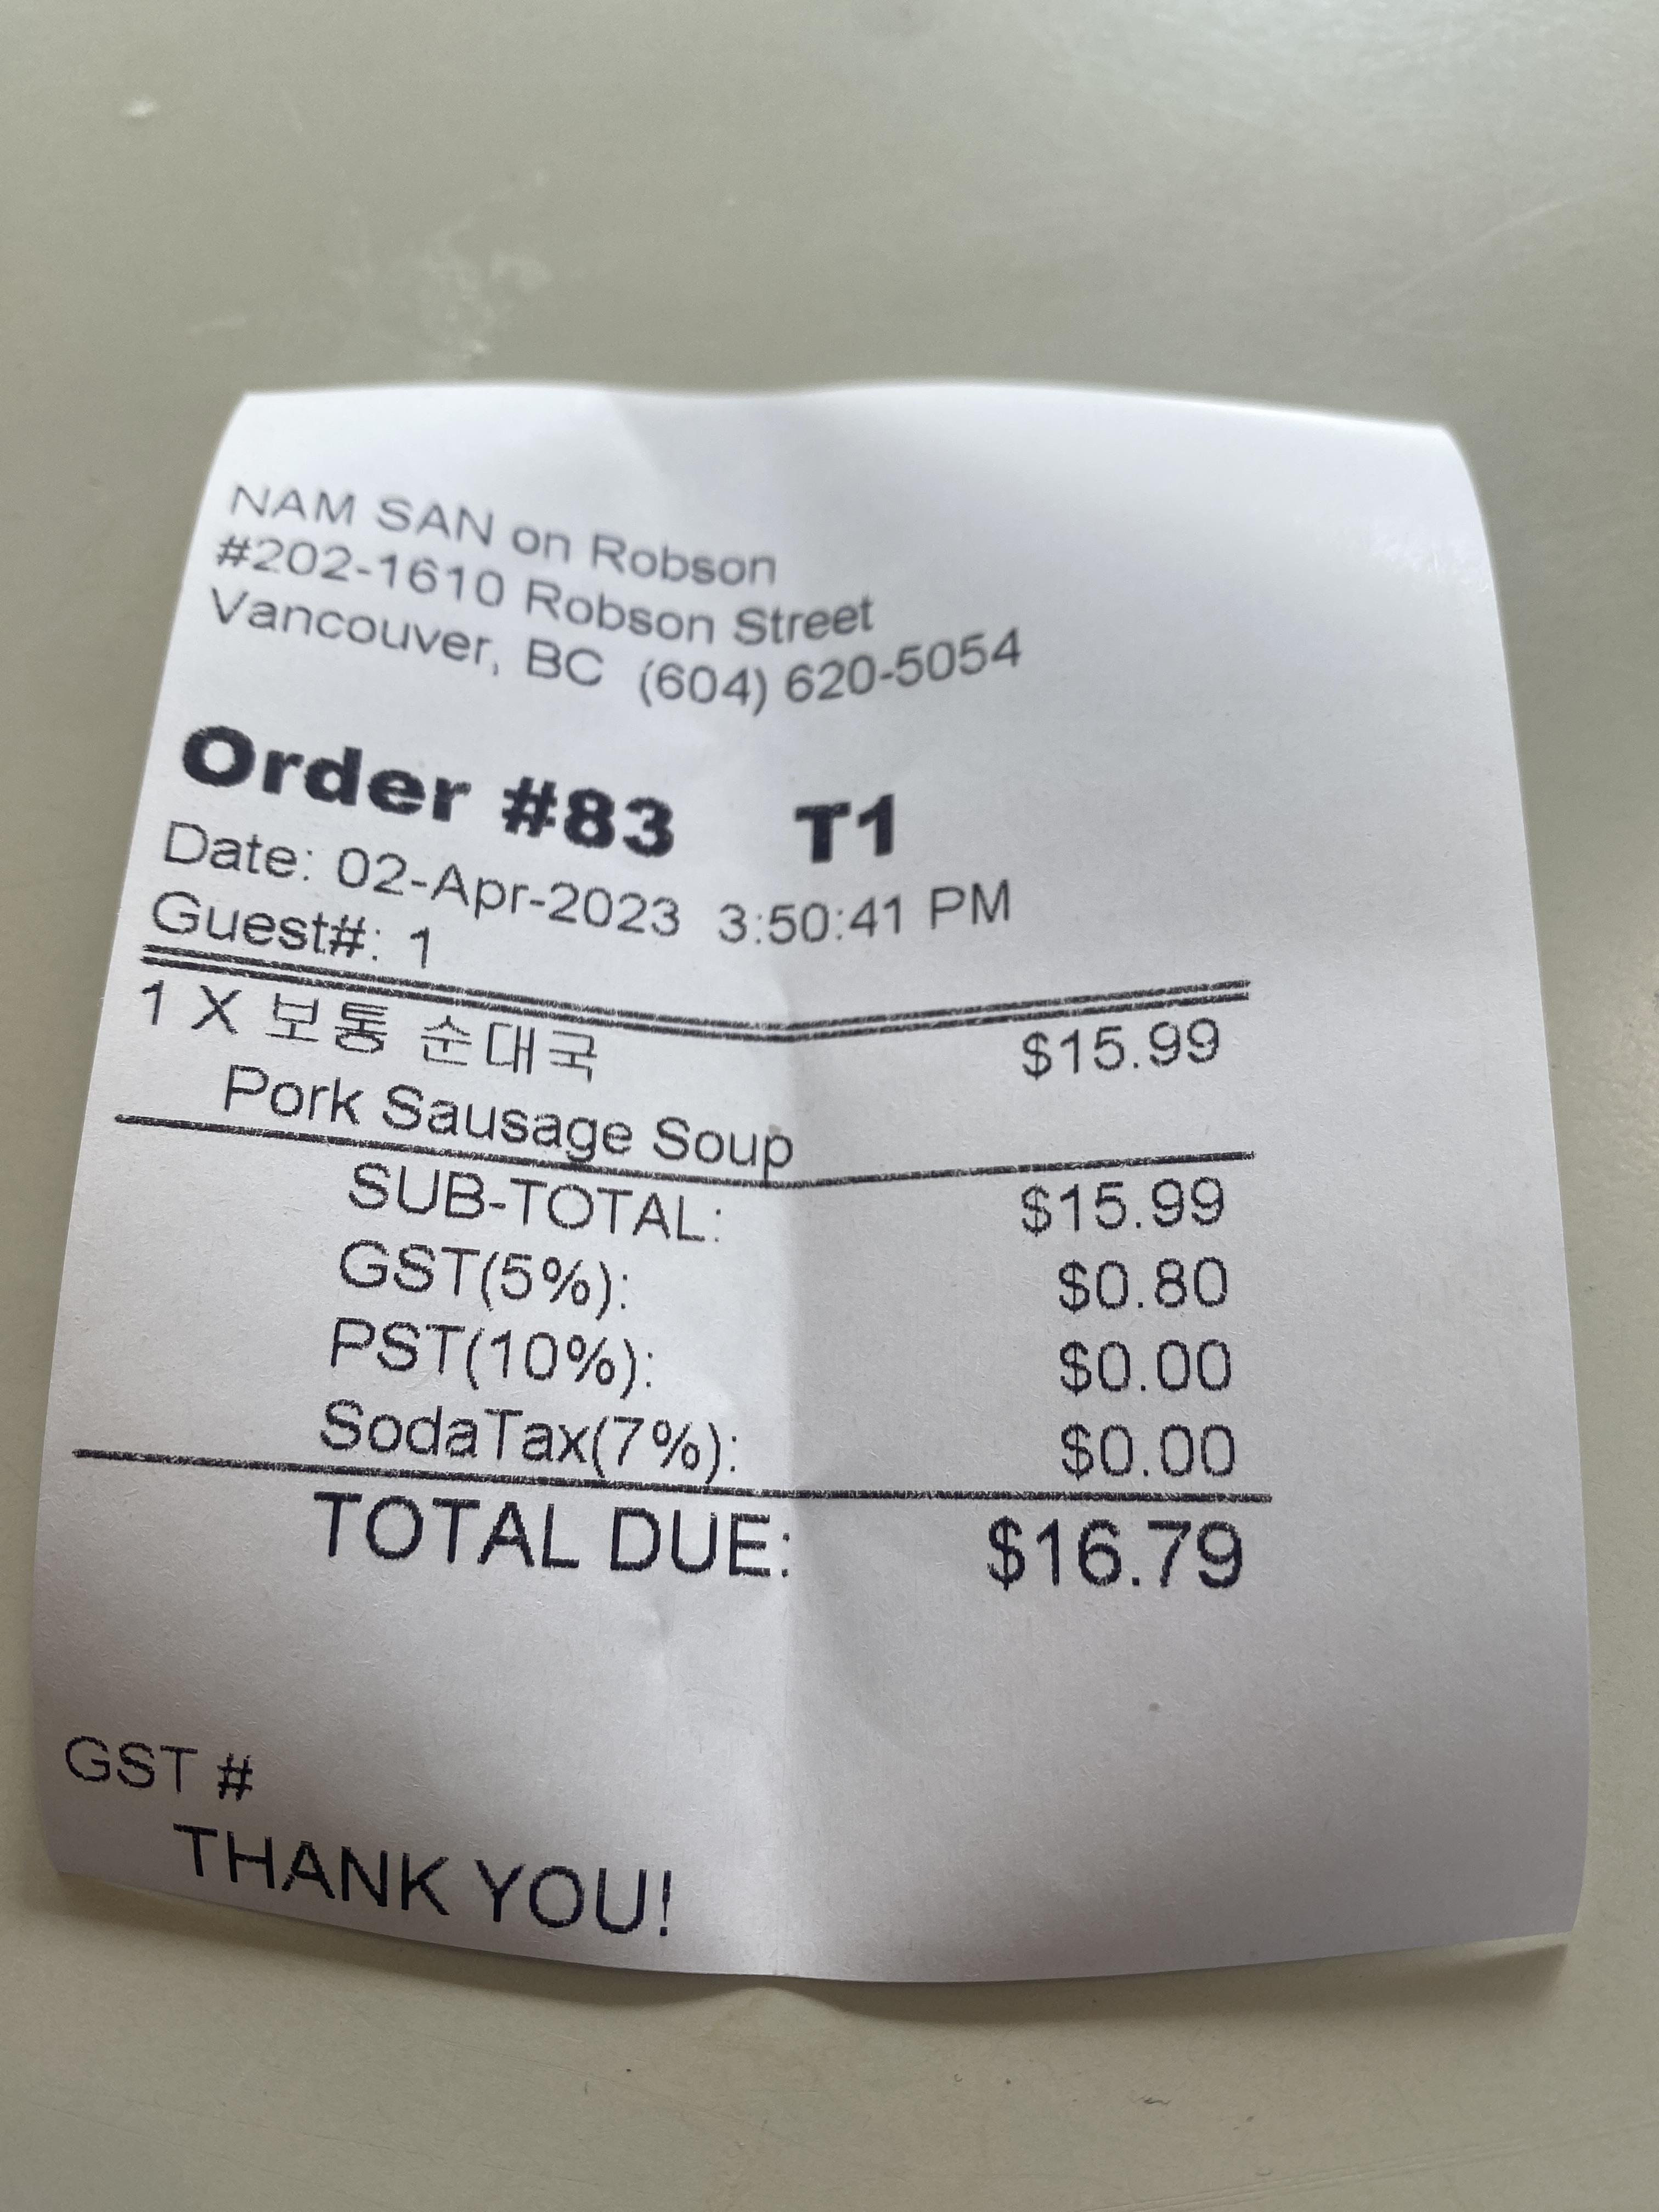 NAM SAN on Robson
#202-1610 Robson Street
Vancouver, BC (604) 620-5054
Order #83 T1
Date: 02-Apr-2023 3:50:41 PM
Guest#: 1
1 X 보통 순대국 $15.99
Pork Sausage Soup
SUB-TOTAL: $15.99
GST(5%): $0.80
PST(10%): $0.00
SodaTax(7%): $0.00
TOTAL DUE: $16.79
GST #
THANK YOU!